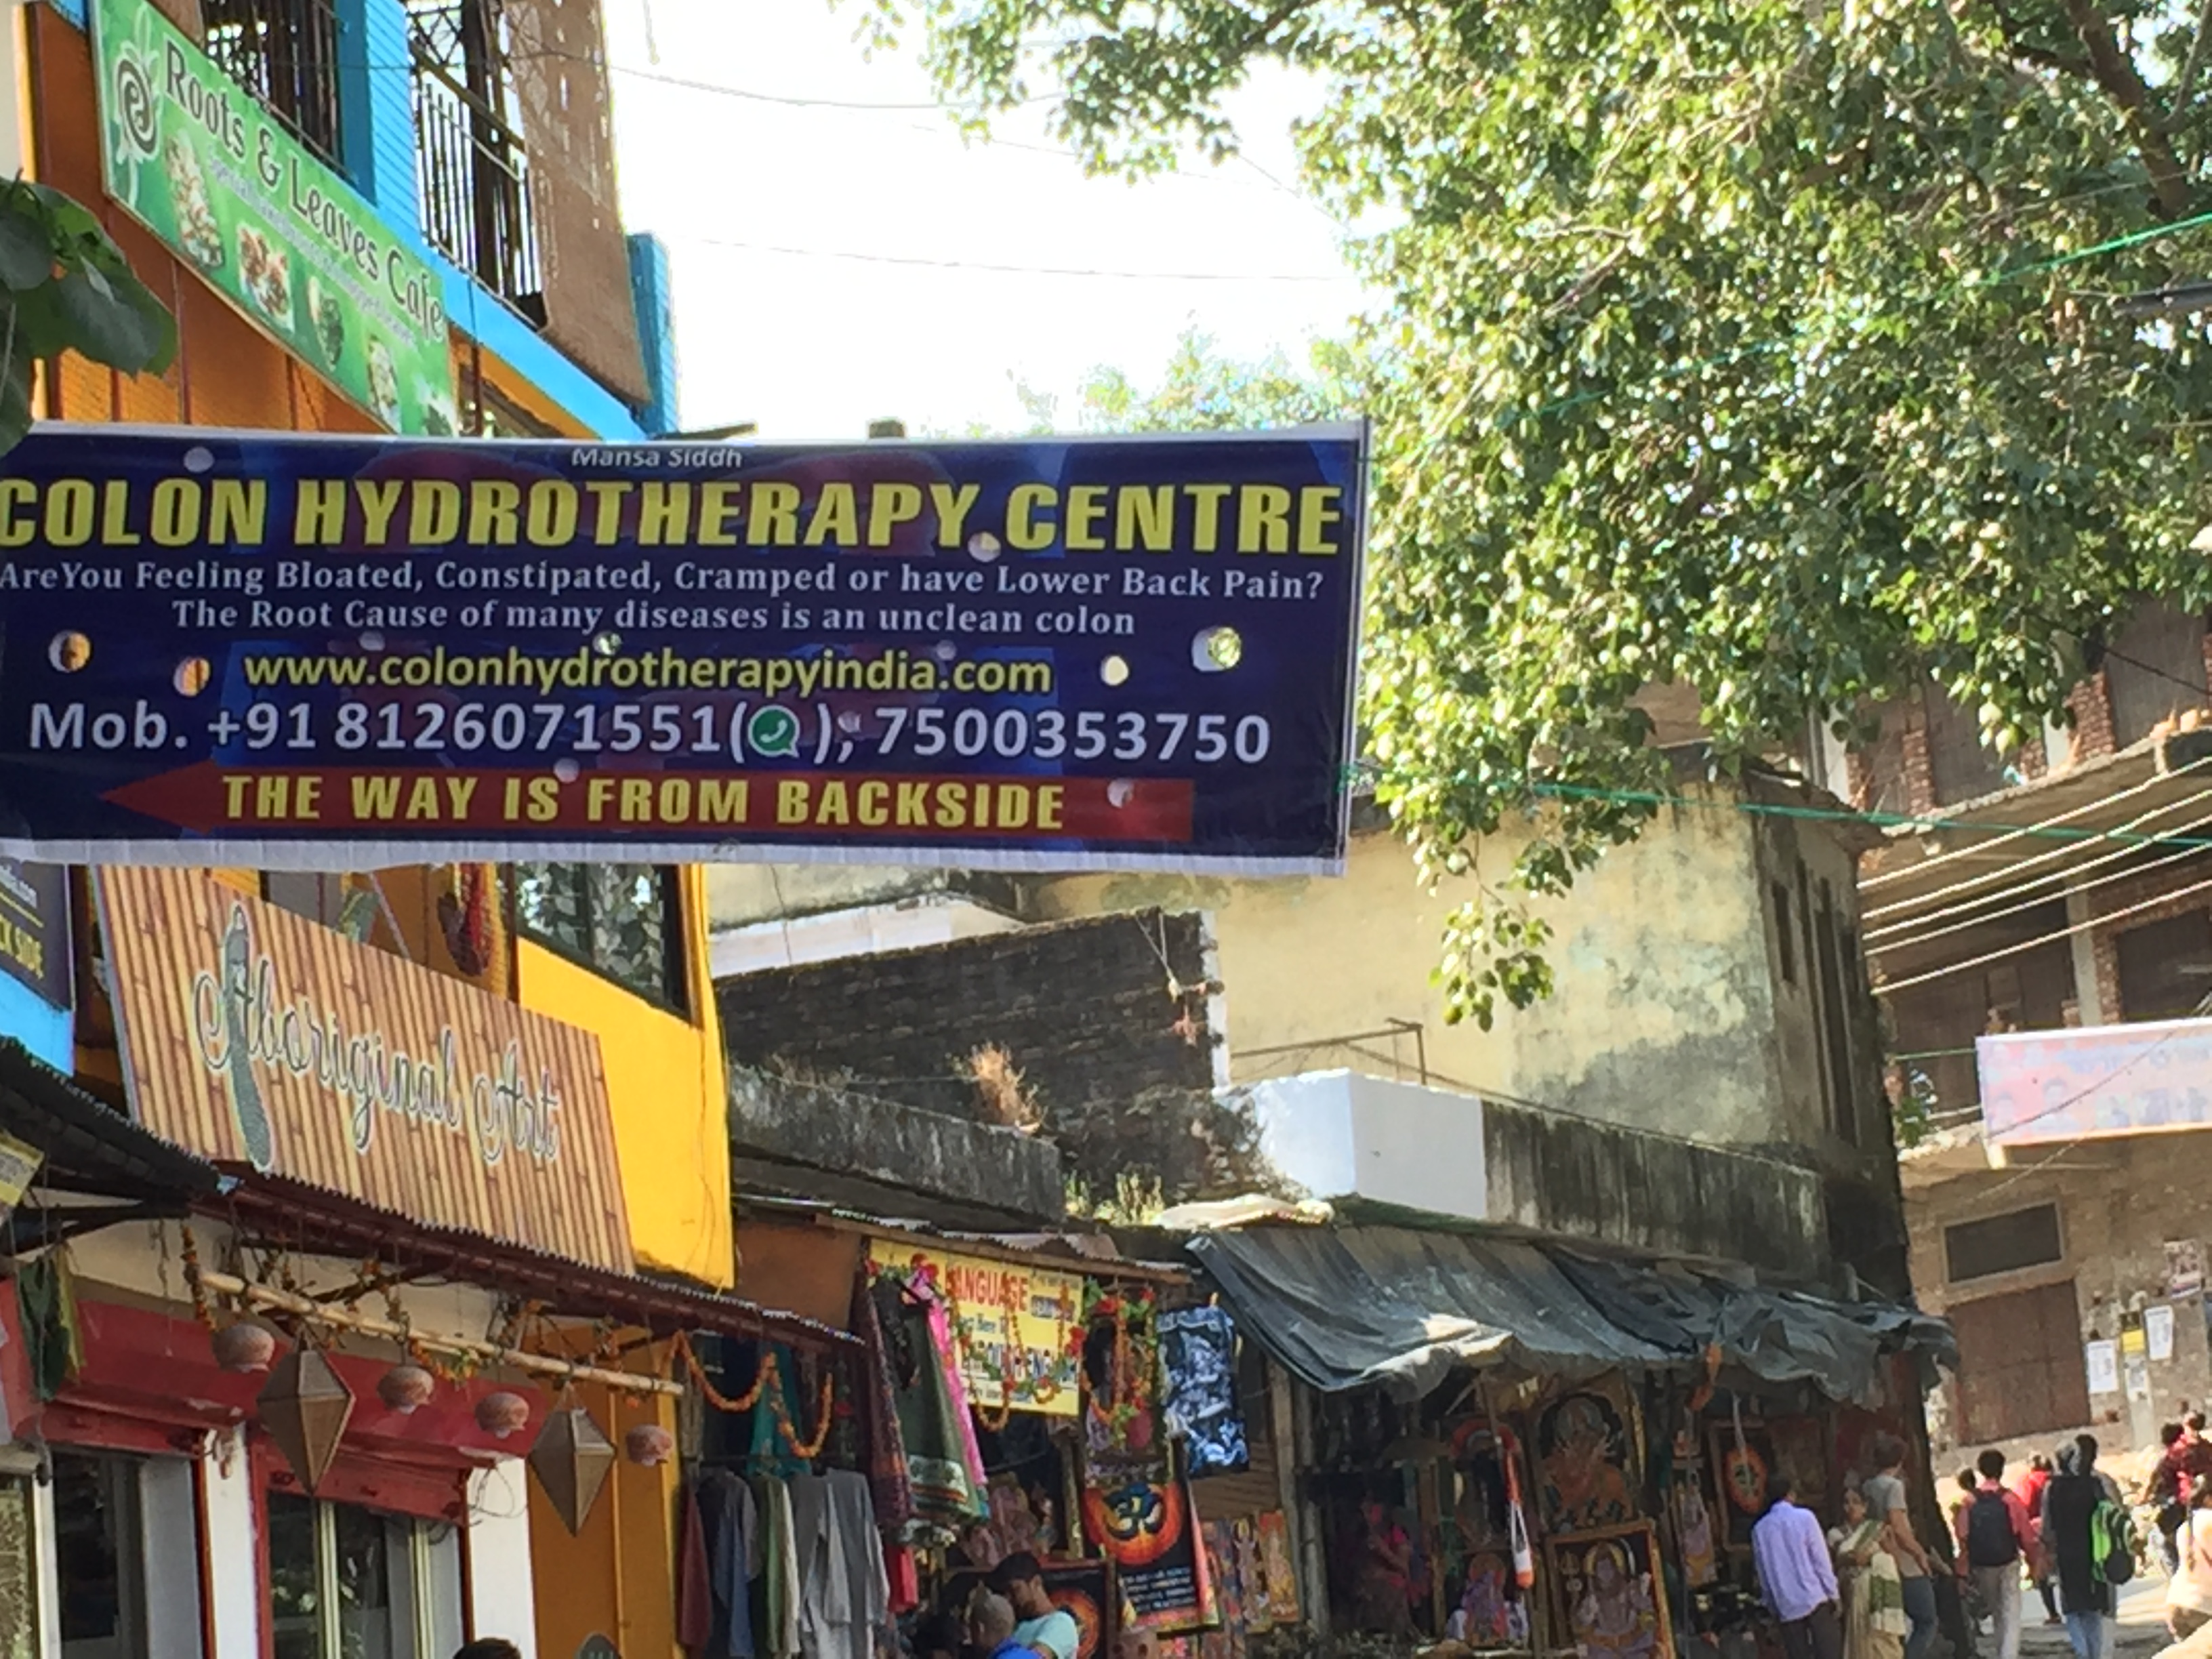 Roots & Leaves Cafe
Mansa Siddh
COLON HYDROTHERAPY CENTRE
AreYou Feeling Bloated, Constipated, Cramped or have Lower Back Pain?
The Root Cause of many diseases is an unclean colon
www.colonhydrotherapyindia.com
Mob. +91 8126071551( ), 7500353750
THE WAY IS FROM BACKSIDE
SIDE
Aboriginal Art
LANGUAGE